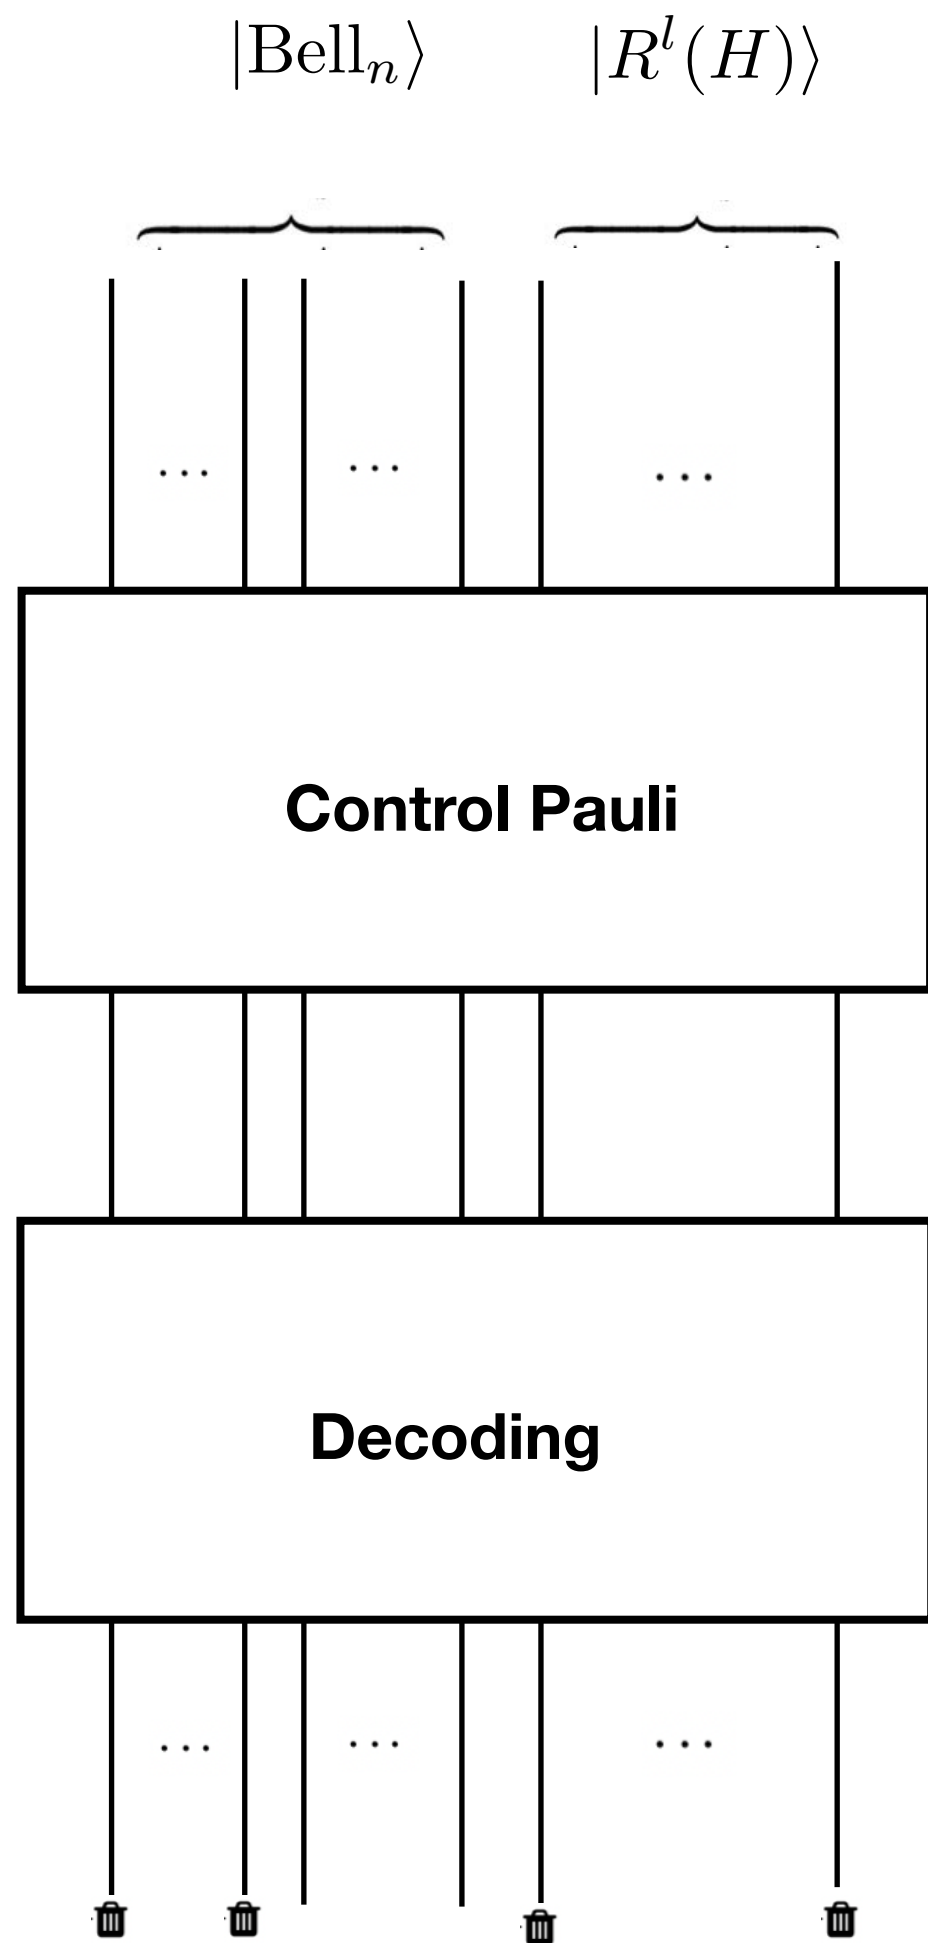 |Bell_n⟩ |R^l(H)⟩
... ... ...
Control Pauli
Decoding
... ... ...